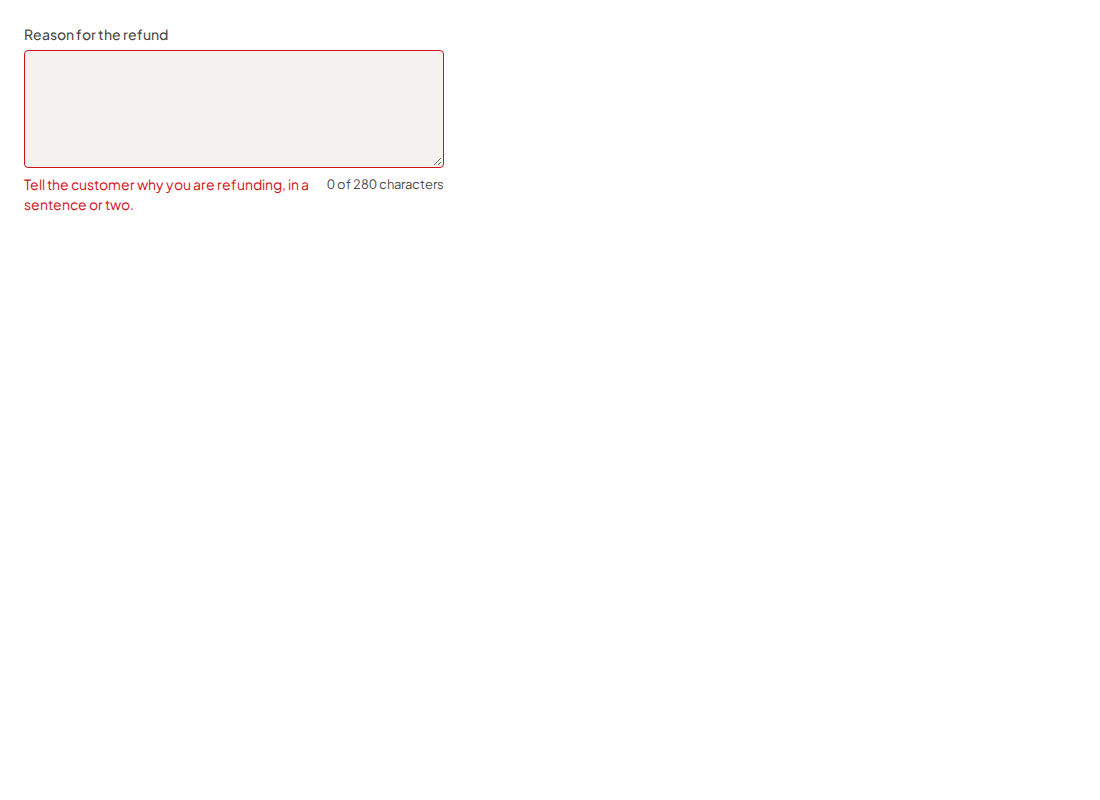 Reason for the refund
Tell the customer why you are refunding, in a
sentence or two.
0 of 280 characters